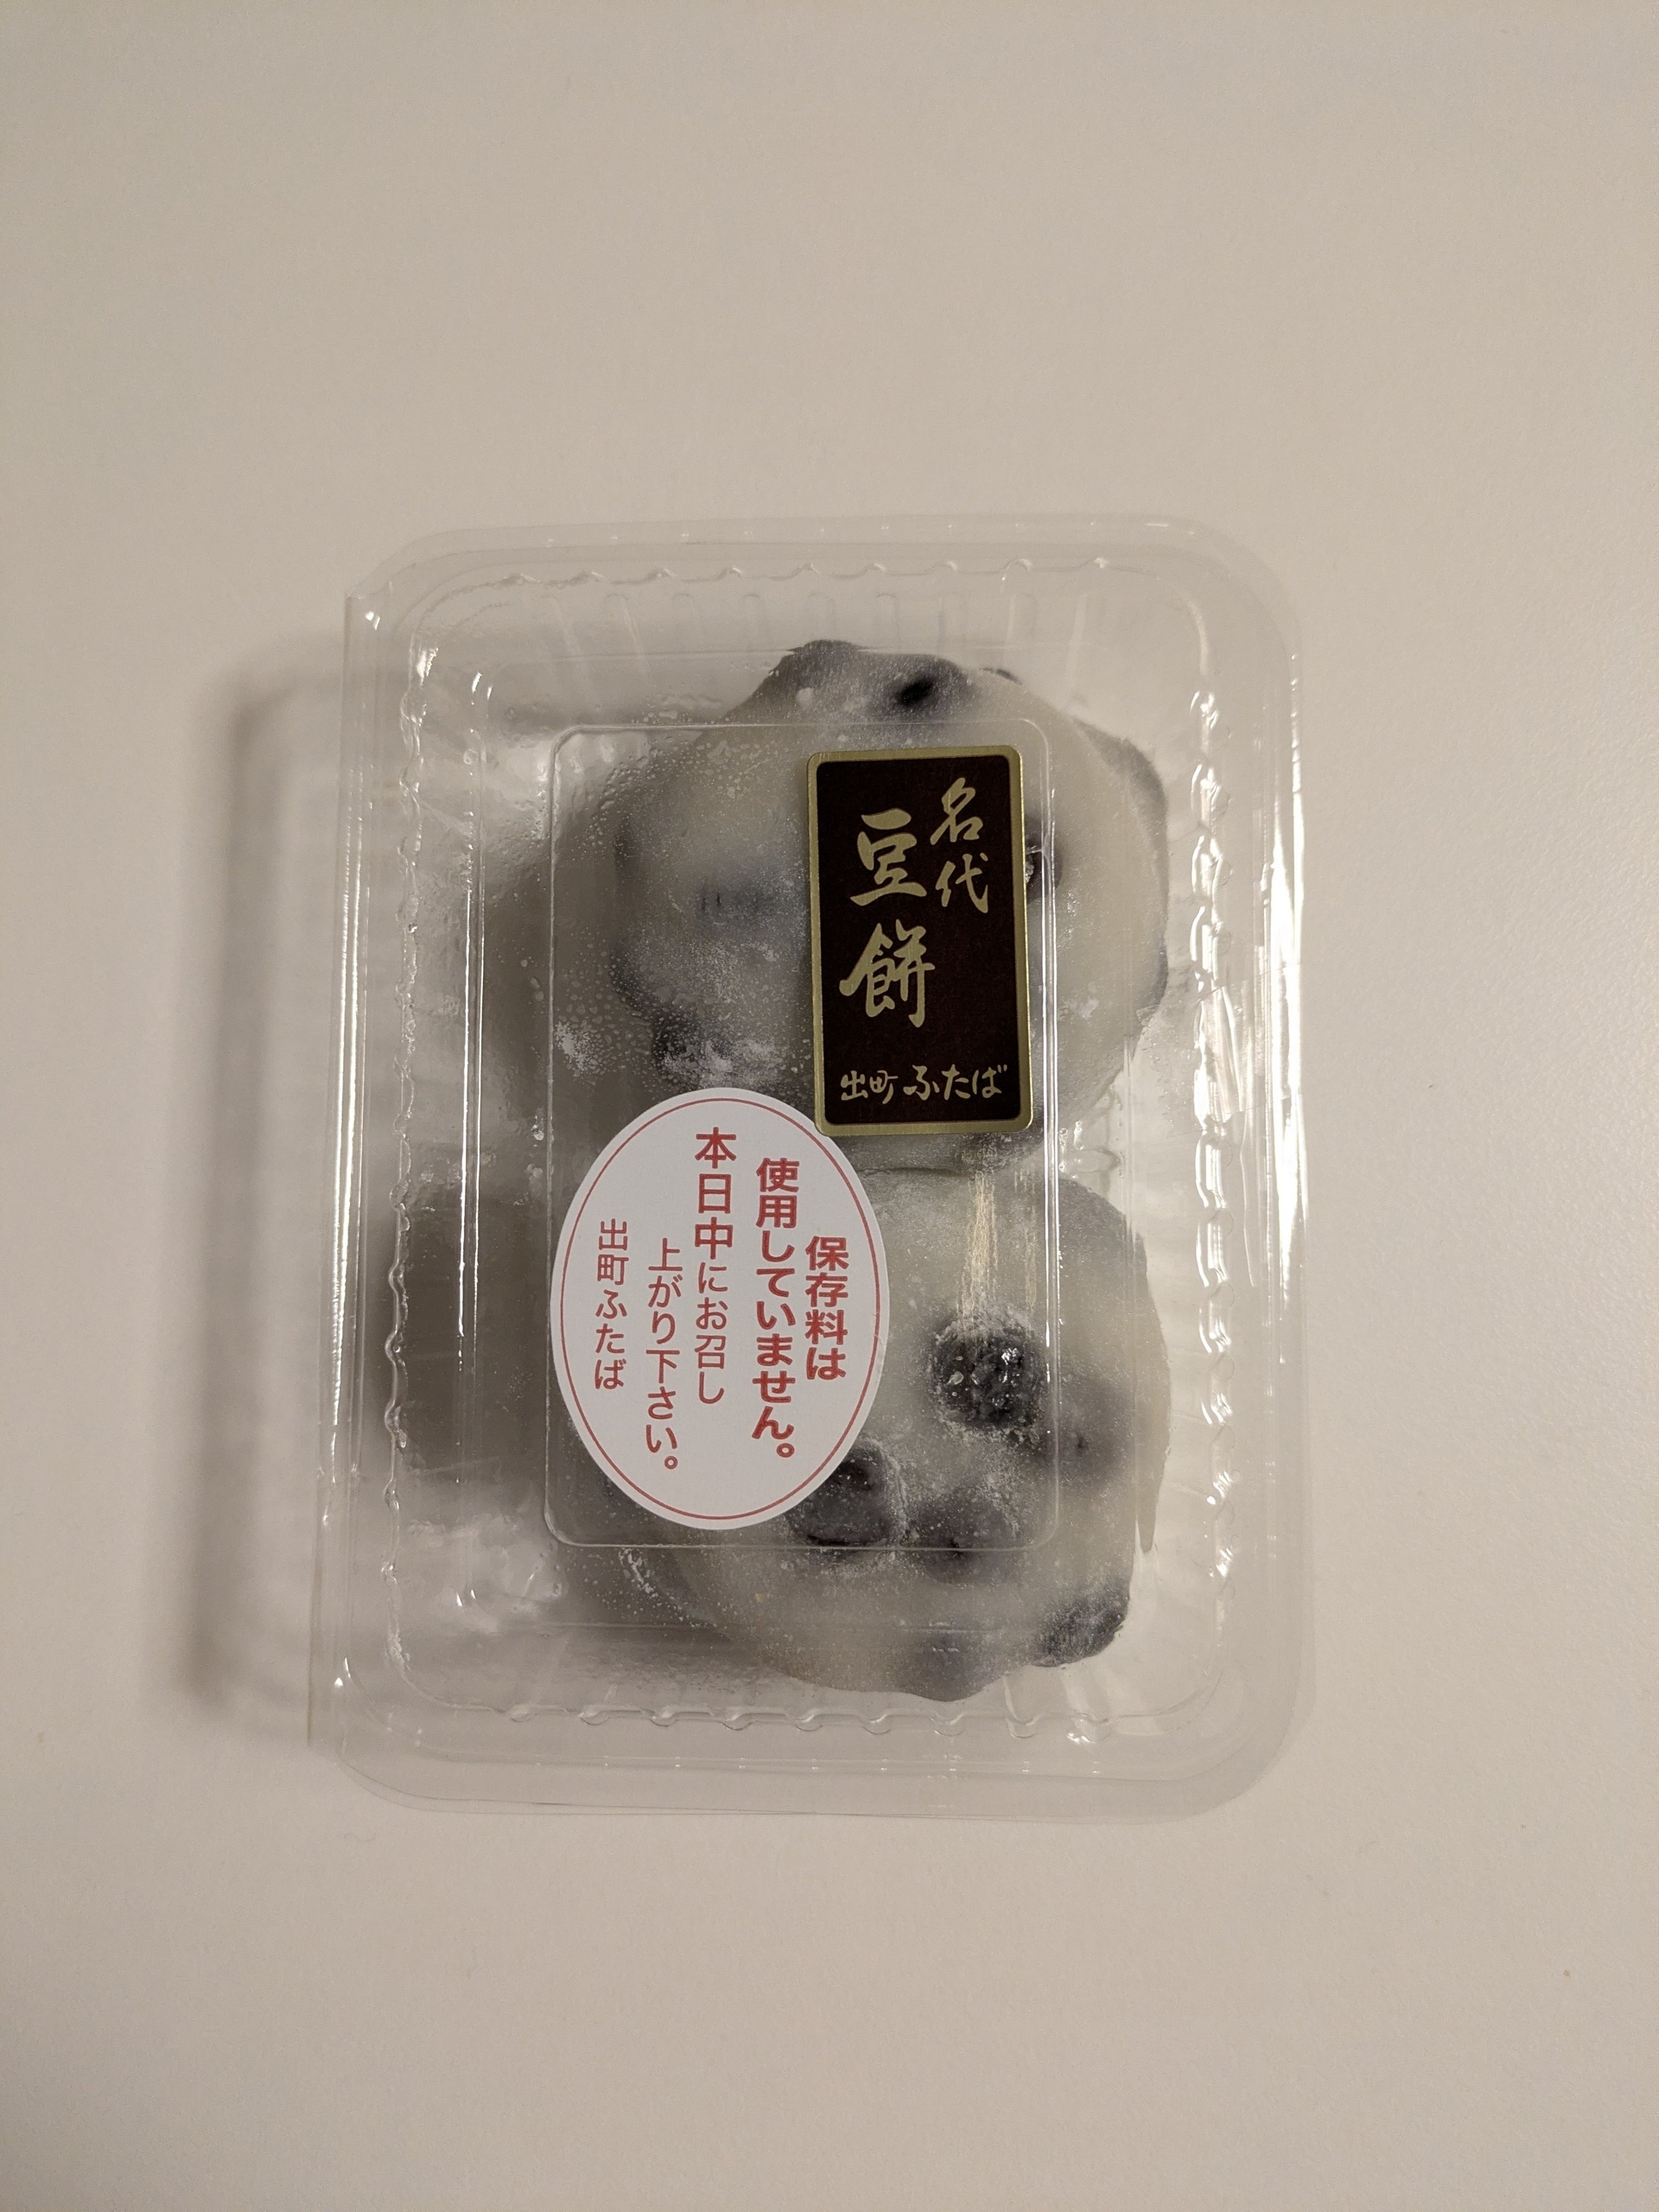 名代
豆餅
出町ふたば
保存料は
使用していません。
本日中にお召し
上がり下さい。
出町ふたば